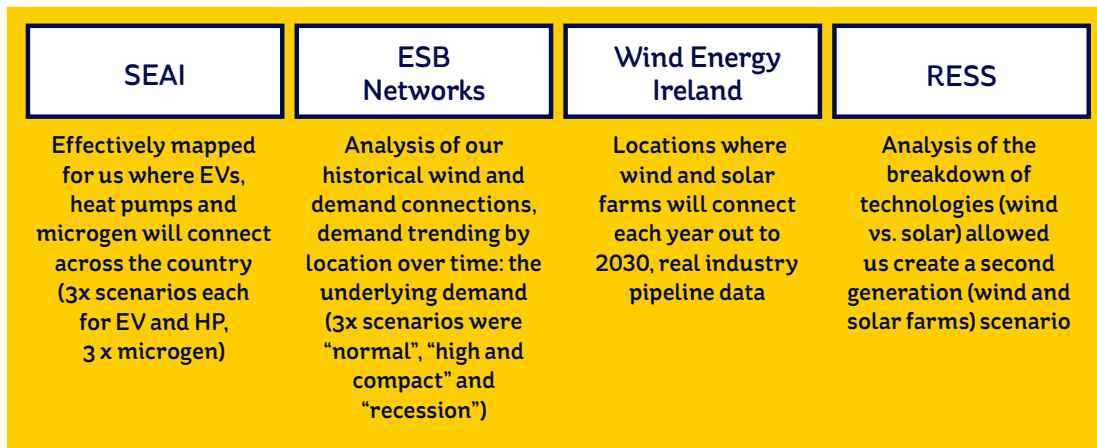 SEAI
Effectively mapped
for us where EVs,
heat pumps and
microgen will connect
across the country
(3x scenarios each
for EV and HP,
3 x microgen)
ESB
Networks
Analysis of our
historical wind and
demand connections,
demand trending by
location over time: the
underlying demand
(3x scenarios were
“normal”, “high and
compact” and
“recession”)
Wind Energy
Ireland
Locations where
wind and solar
farms will connect
each year out to
2030, real industry
pipeline data
RESS
Analysis of the
breakdown of
technologies (wind
vs. solar) allowed
us create a second
generation (wind and
solar farms) scenario